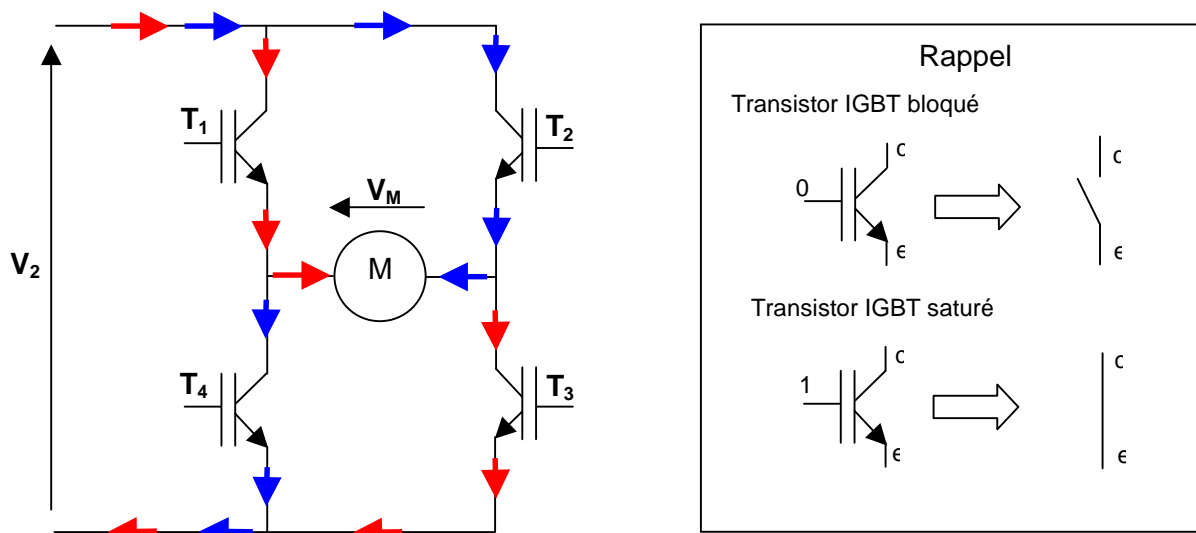 T1
T2
VM
V2
M
T4
T3
Rappel
Transistor IGBT bloqué
0
c
e
c
e
Transistor IGBT saturé
1
c
e
c
e